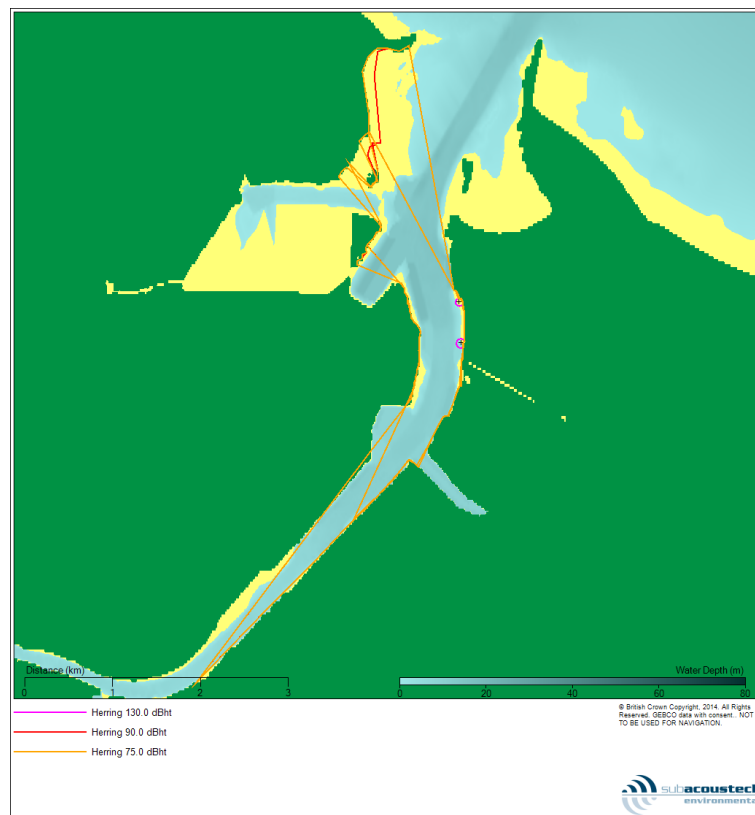 Distance (km)
0 1 2 3
Water Depth (m)
0 20 40 60 80
Herring 130.0 dBht
Herring 90.0 dBht
Herring 75.0 dBht
© British Crown Copyright, 2014. All Rights
Reserved. GEBCO data with consent.. NOT
TO BE USED FOR NAVIGATION.
subacoustech
environmenta